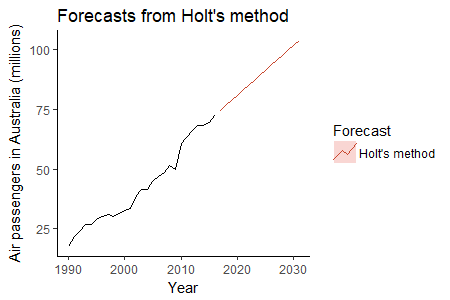 Forecasts from Holt's method
Air passengers in Australia (millions)
100
75
50
25
1990
2000
2010
2020
2030
Year
Forecast
Holt's method